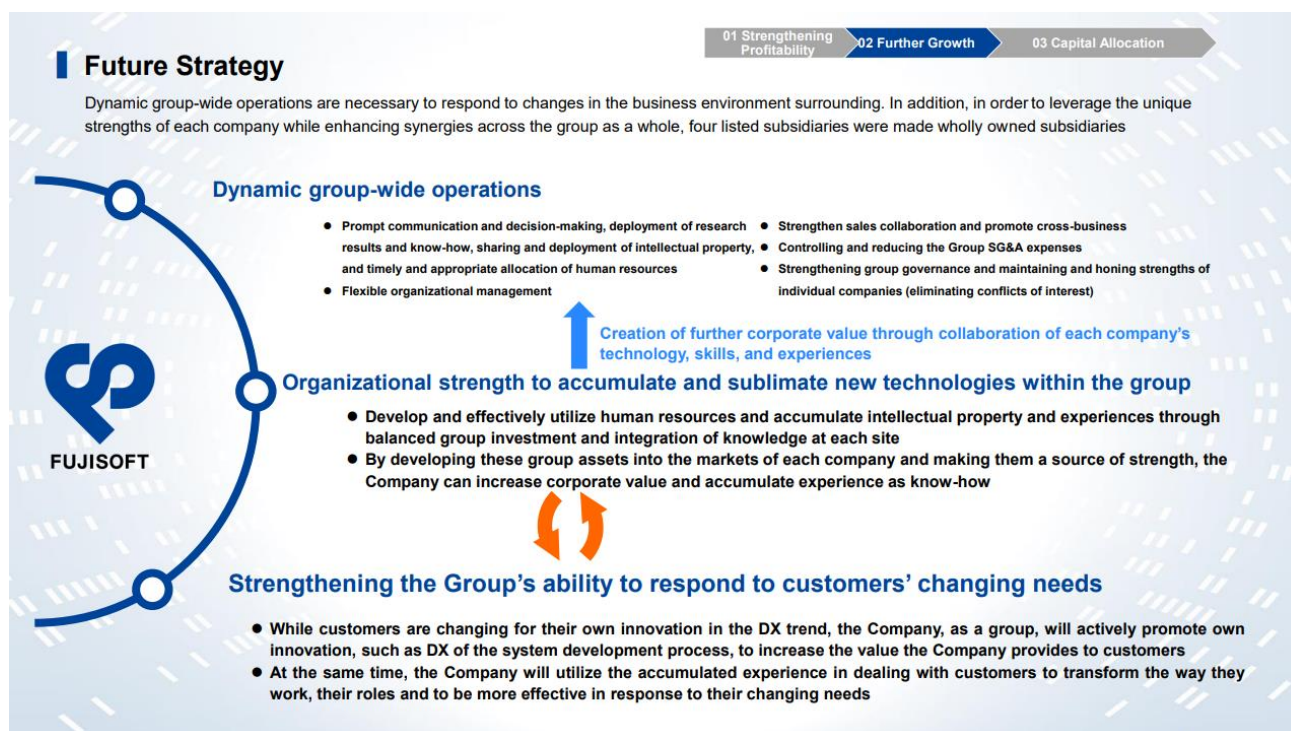 01 Strengthening
Profitability
02 Further Growth
03 Capital Allocation
Future Strategy
Dynamic group-wide operations are necessary to respond to changes in the business environment surrounding. In addition, in order to leverage the unique
strengths of each company while enhancing synergies across the group as a whole, four listed subsidiaries were made wholly owned subsidiaries
Dynamic group-wide operations
● Prompt communication and decision-making, deployment of research
results and know-how, sharing and deployment of intellectual property,
and timely and appropriate allocation of human resources
● Flexible organizational management
● Strengthen sales collaboration and promote cross-business
● Controlling and reducing the Group SG&A expenses
● Strengthening group governance and maintaining and honing strengths of
individual companies (eliminating conflicts of interest)
Creation of further corporate value through collaboration of each company's
technology, skills, and experiences
FUJISOFT
Organizational strength to accumulate and sublimate new technologies within the group
● Develop and effectively utilize human resources and accumulate intellectual property and experiences through
balanced group investment and integration of knowledge at each site
● By developing these group assets into the markets of each company and making them a source of strength, the
Company can increase corporate value and accumulate experience as know-how
Strengthening the Group's ability to respond to customers' changing needs
● While customers are changing for their own innovation in the DX trend, the Company, as a group, will actively promote own
innovation, such as DX of the system development process, to increase the value the Company provides to customers
● At the same time, the Company will utilize the accumulated experience in dealing with customers to transform the way they
work, their roles and to be more effective in response to their changing needs